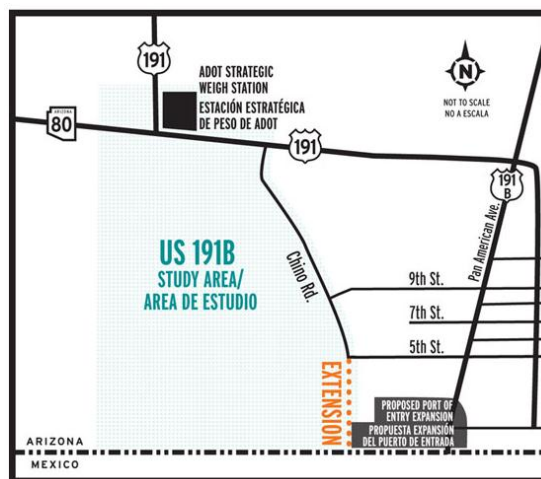 191
ADOT STRATEGIC
WEIGH STATION
ESTACIÓN ESTRATÉGICA
DE PESO DE ADOT
N
NOT TO SCALE
NO A ESCALA
ARIZONA
80
191
191
B
Pan American Ave.
US 191B
STUDY AREA/
AREA DE ESTUDIO
Chino Rd.
9th St.
7th St.
5th St.
EXTENSION
PROPOSED PORT OF
ENTRY EXPANSION
PROPUESTA EXPANSIÓN
DEL PUERTO DE ENTRADA
ARIZONA
MEXICO